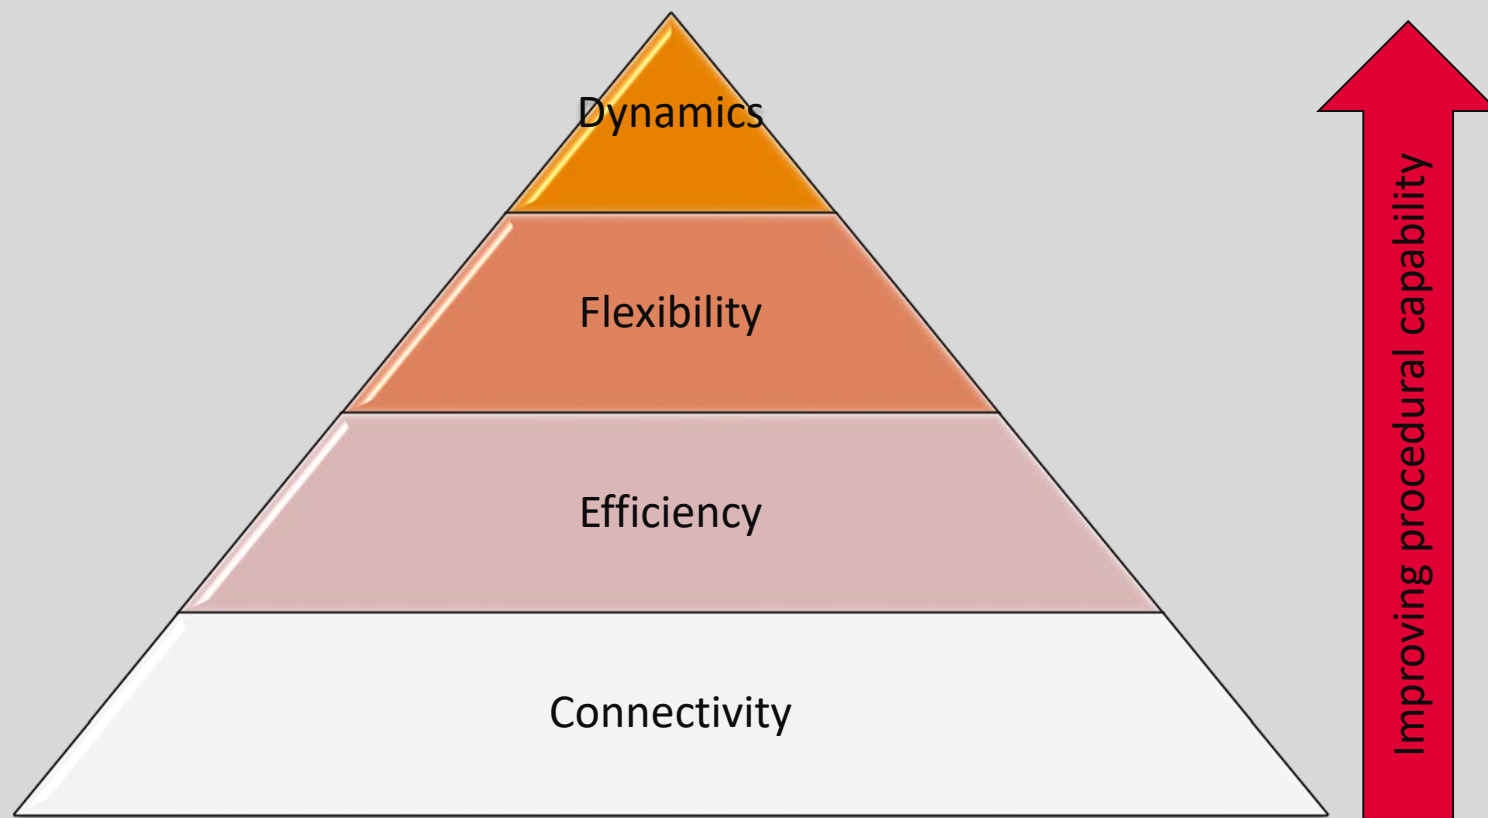 Dynamics
Flexibility
Efficiency
Connectivity
Improving procedural capability